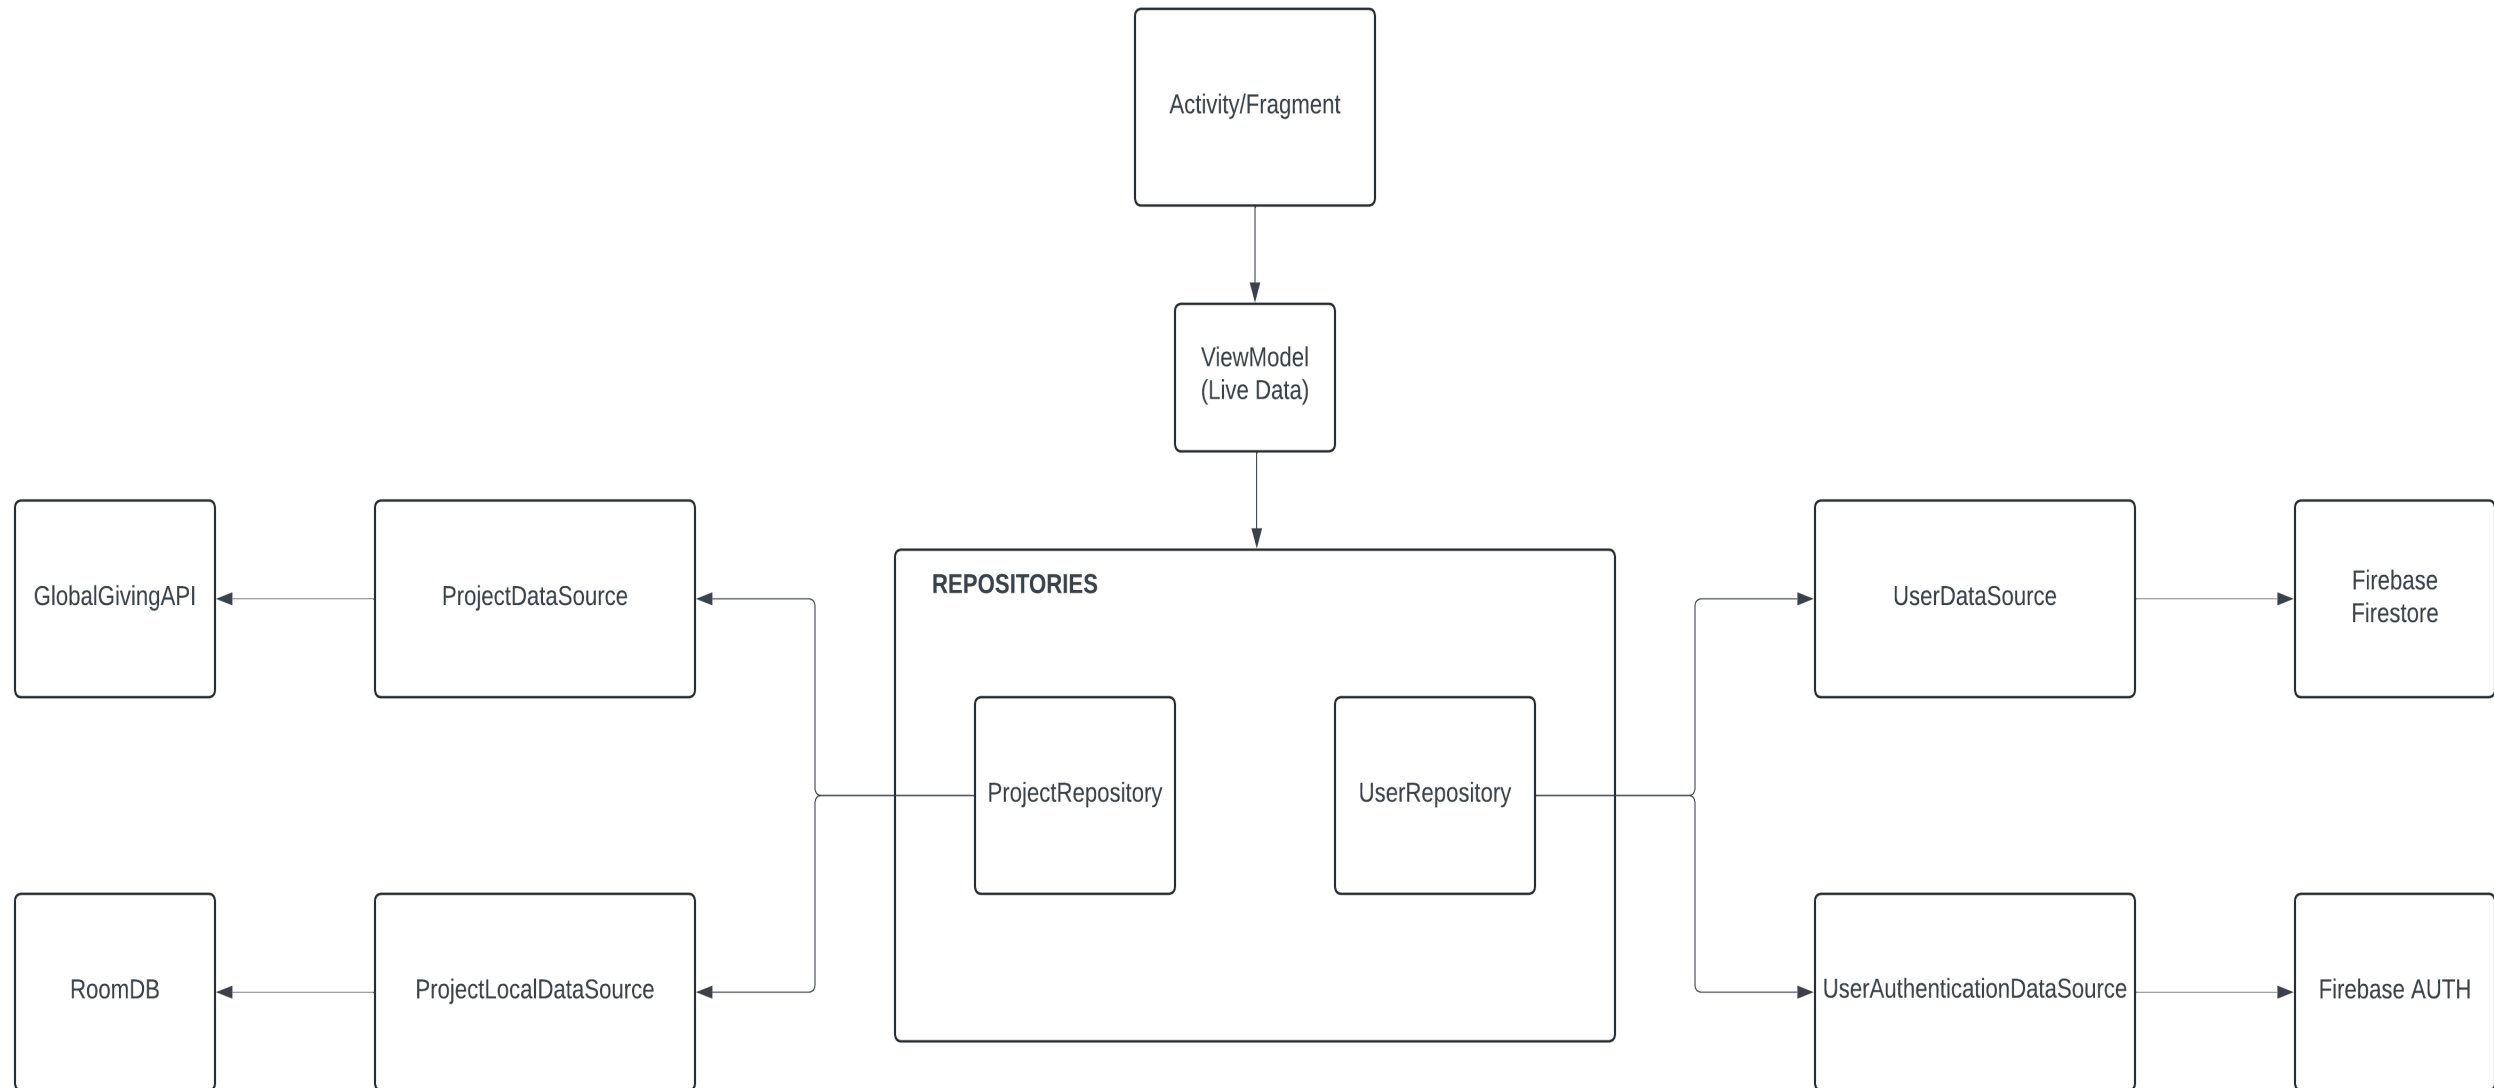 Activity/Fragment
ViewModel
(Live Data)
GlobalGivingAPI
ProjectDataSource
REPOSITORIES
UserDataSource
Firebase
Firestore
ProjectRepository
UserRepository
RoomDB
ProjectLocalDataSource
UserAuthenticationDataSource
Firebase AUTH